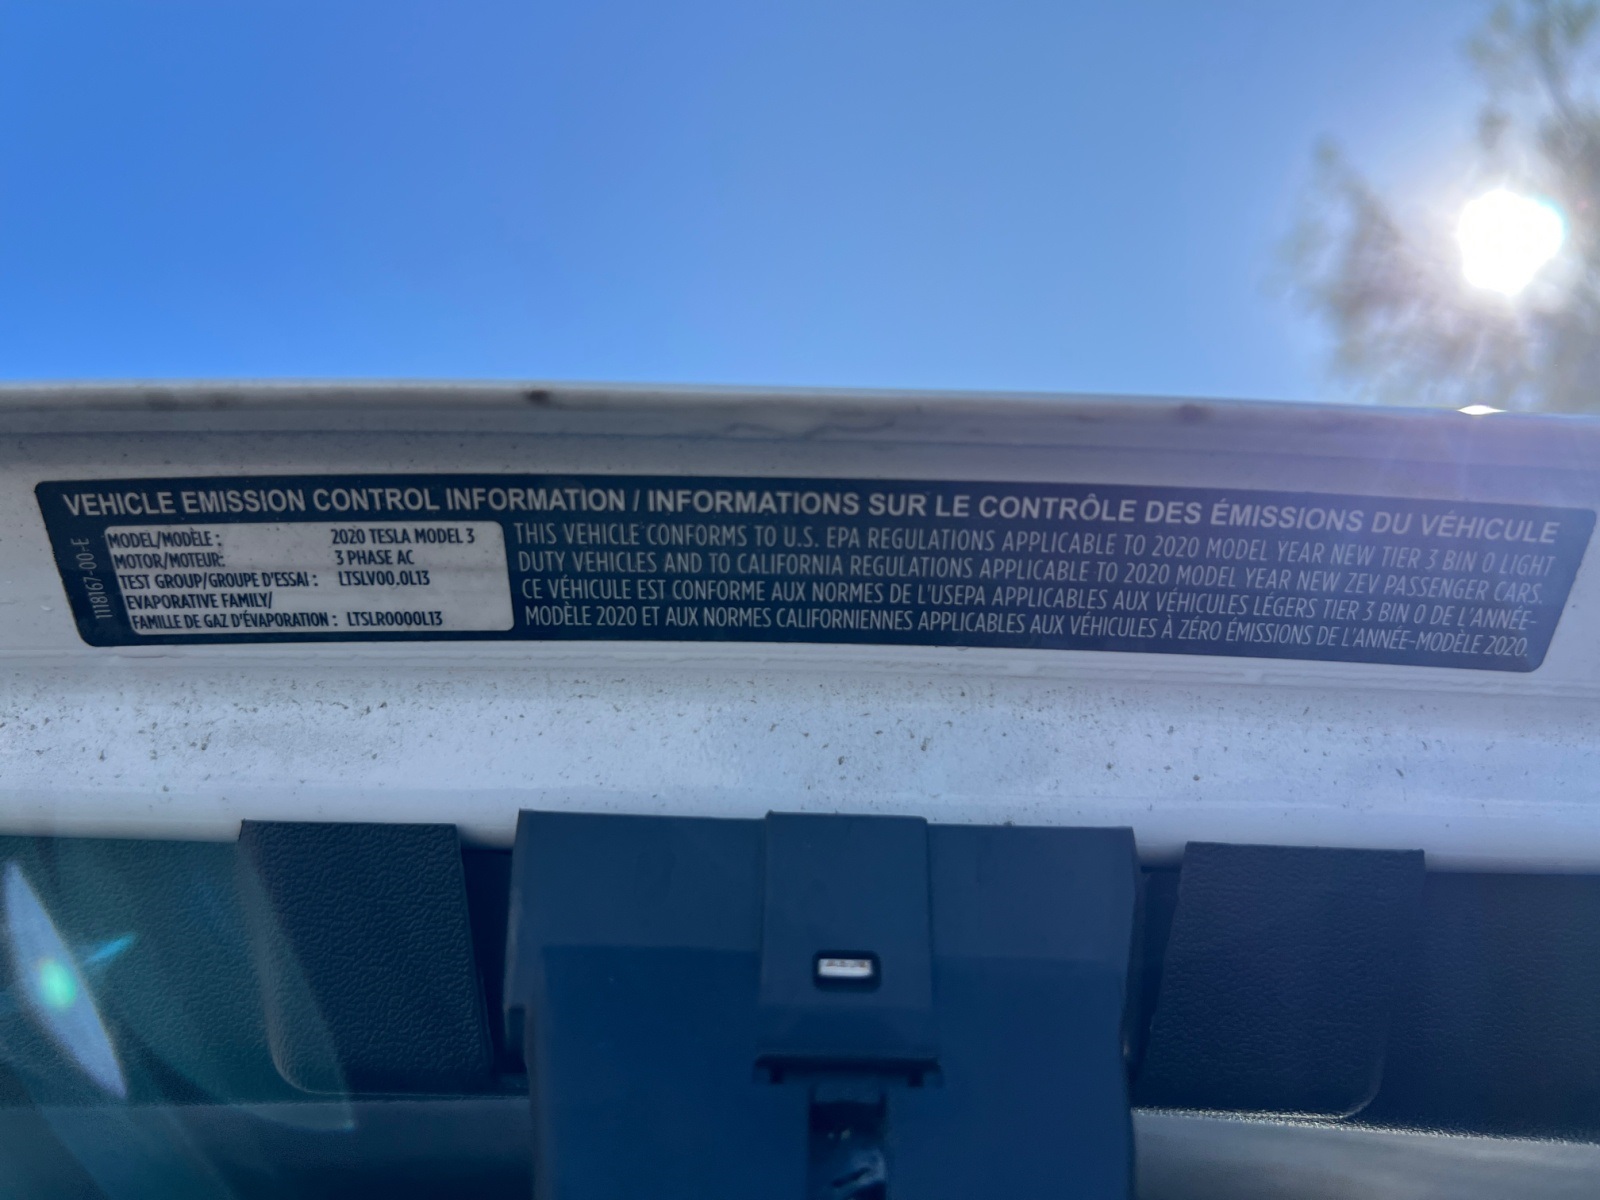 VEHICLE EMISSION CONTROL INFORMATION / INFORMATIONS SUR LE CONTRÔLE DES ÉMISSIONS DU VÉHICULE
1118167-00-E
MODEL/MODÈLE : 2020 TESLA MODEL 3
MOTOR/MOTEUR: 3 PHASE AC
TEST GROUP/GROUPE D'ESSAI : LTSLV00.0L13
EVAPORATIVE FAMILY/
FAMILLE DE GAZ D'ÉVAPORATION : LTSLR0000L13
THIS VEHICLE CONFORMS TO U.S. EPA REGULATIONS APPLICABLE TO 2020 MODEL YEAR NEW TIER 3 BIN 0 LIGHT
DUTY VEHICLES AND TO CALIFORNIA REGULATIONS APPLICABLE TO 2020 MODEL YEAR NEW ZEV PASSENGER CARS.
CE VÉHICULE EST CONFORME AUX NORMES DE L'USEPA APPLICABLES AUX VÉHICULES LÉGERS TIER 3 BIN 0 DE L'ANNÉE-
MODÈLE 2020 ET AUX NORMES CALIFORNIENNES APPLICABLES AUX VÉHICULES À ZÉRO ÉMISSIONS DE L'ANNÉE-MODÈLE 2020.